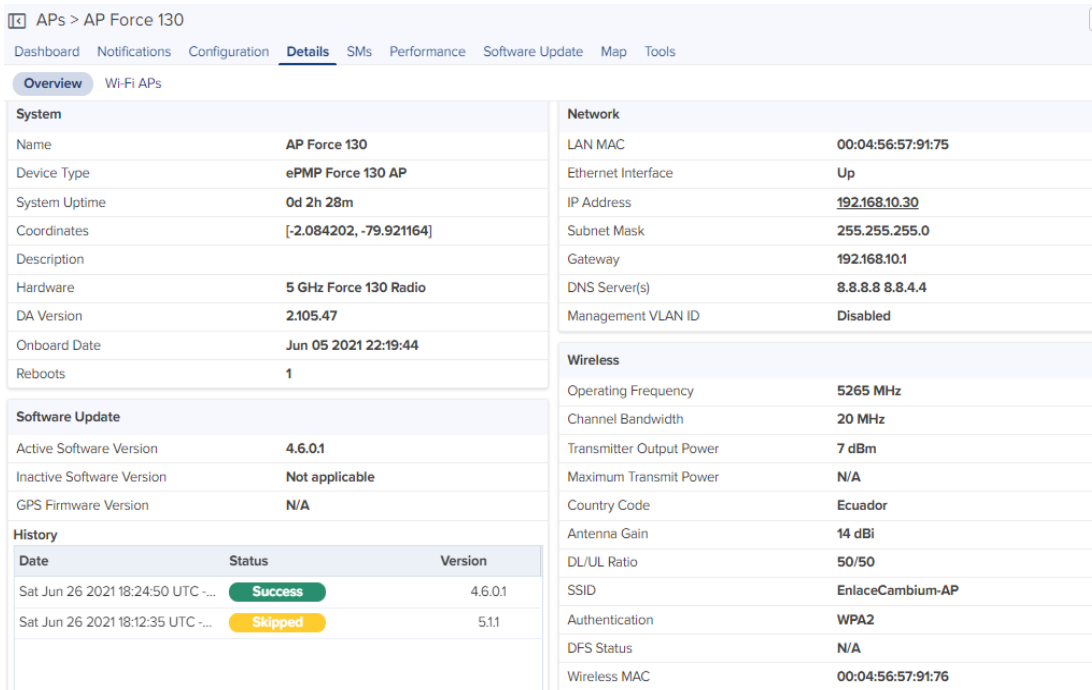 APs > AP Force 130
Dashboard Notifications Configuration Details SMs Performance Software Update Map Tools
Overview Wi-Fi APs
System
Name AP Force 130
Device Type ePMP Force 130 AP
System Uptime 0d 2h 28m
Coordinates [-2.084202, -79.921164]
Description
Hardware 5 GHz Force 130 Radio
DA Version 2.105.47
Onboard Date Jun 05 2021 22:19:44
Reboots 1
Software Update
Active Software Version 4.6.0.1
Inactive Software Version Not applicable
GPS Firmware Version N/A
History
Date Status Version
Sat Jun 26 2021 18:24:50 UTC -... Success 4.6.0.1
Sat Jun 26 2021 18:12:35 UTC -... Skipped 5.1.1
Network
LAN MAC 00:04:56:57:91:75
Ethernet Interface Up
IP Address 192.168.10.30
Subnet Mask 255.255.255.0
Gateway 192.168.10.1
DNS Server(s) 8.8.8.8 8.8.4.4
Management VLAN ID Disabled
Wireless
Operating Frequency 5265 MHz
Channel Bandwidth 20 MHz
Transmitter Output Power 7 dBm
Maximum Transmit Power N/A
Country Code Ecuador
Antenna Gain 14 dBi
DL/UL Ratio 50/50
SSID EnlaceCambium-AP
Authentication WPA2
DFS Status N/A
Wireless MAC 00:04:56:57:91:76